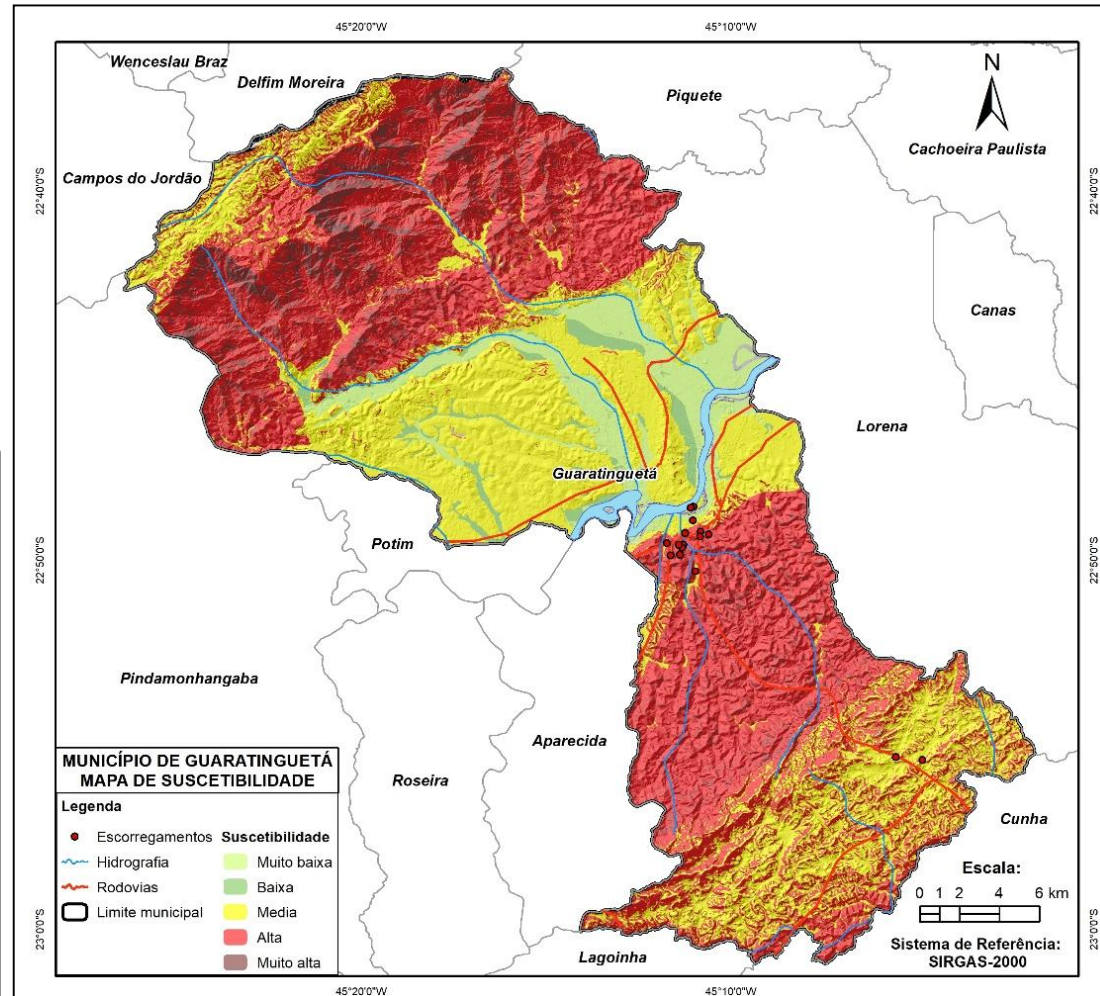 45°20'0"W
45°10'0"W
Wenceslau Braz
Delfim Moreira
Piquete
N
Cachoeira Paulista
Campos do Jordão
22°40'0"S
22°40'0"S
Canas
Lorena
Guaratinguetá
Potim
22°50'0"S
22°50'0"S
Pindamonhangaba
Aparecida
Roseira
Cunha
Lagoinha
MUNICÍPIO DE GUARATINGUETÁ
MAPA DE SUSCETIBILIDADE
Legenda
Escorregamentos
Hidrografia
Rodovias
Limite municipal
Suscetibilidade
Muito baixa
Baixa
Media
Alta
Muito alta
Escala:
0 1 2 4 6 km
Sistema de Referência:
SIRGAS-2000
23°0'0"S
23°0'0"S
45°20'0"W
45°10'0"W